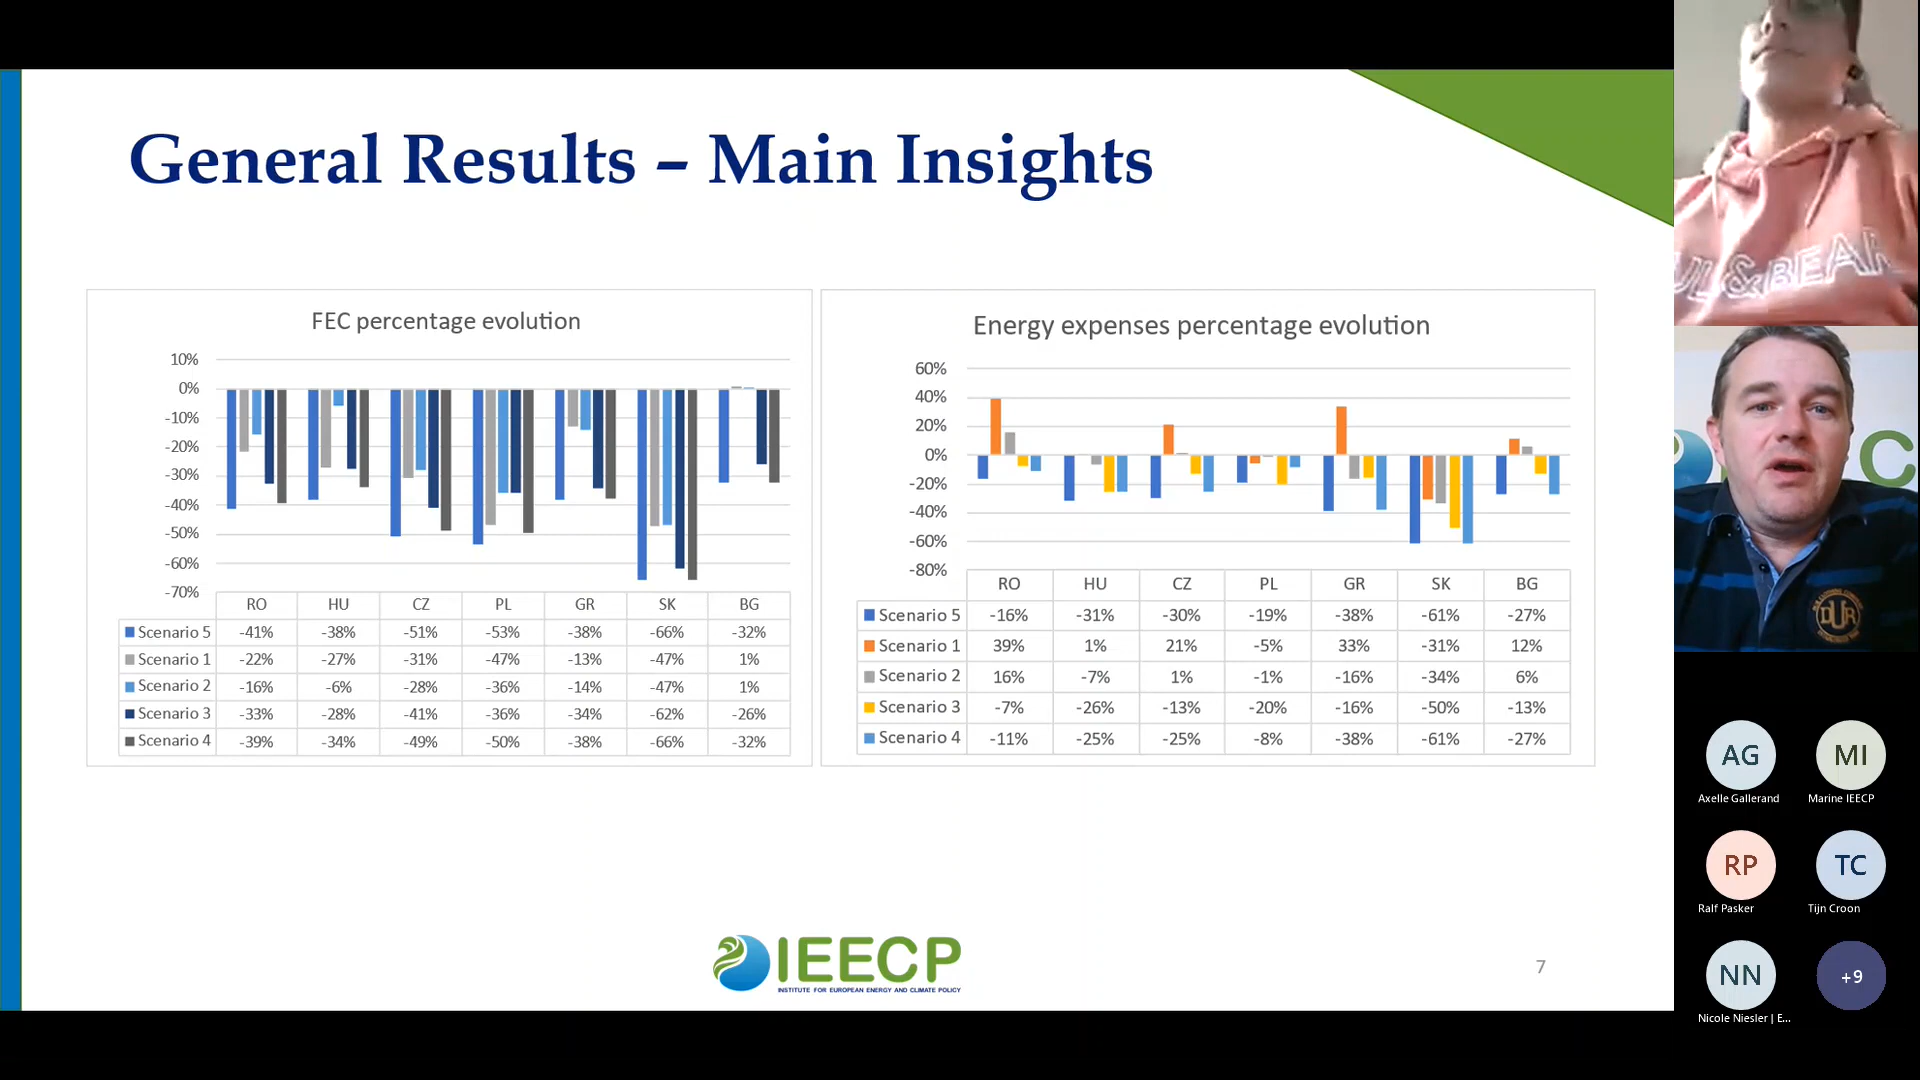 General Results – Main Insights
FEC percentage evolution
10%
0%
-10%
-20%
-30%
-40%
-50%
-60%
-70%
RO HU CZ PL GR SK BG
Scenario 5 -41% -38% -51% -53% -38% -66% -32%
Scenario 1 -22% -27% -31% -47% -13% -47% 1%
Scenario 2 -16% -6% -28% -36% -14% -47% 1%
Scenario 3 -33% -28% -41% -36% -34% -62% -26%
Scenario 4 -39% -34% -49% -50% -38% -66% -32%
Energy expenses percentage evolution
60%
40%
20%
0%
-20%
-40%
-60%
-80%
RO HU CZ PL GR SK BG
Scenario 5 -16% -31% -30% -19% -38% -61% -27%
Scenario 1 39% 1% 21% -5% 33% -31% 12%
Scenario 2 16% -7% 1% -1% -16% -34% 6%
Scenario 3 -7% -26% -13% -20% -16% -50% -13%
Scenario 4 -11% -25% -25% -8% -38% -61% -27%
IEECP
INSTITUTE FOR EUROPEAN ENERGY AND CLIMATE POLICY
7
& BEAR
C
DUR
AG
Axelle Gallerand
MI
Marine IEECP
RP
Ralf Pasker
TC
Tijn Croon
NN
Nicole Niesler | E...
+9